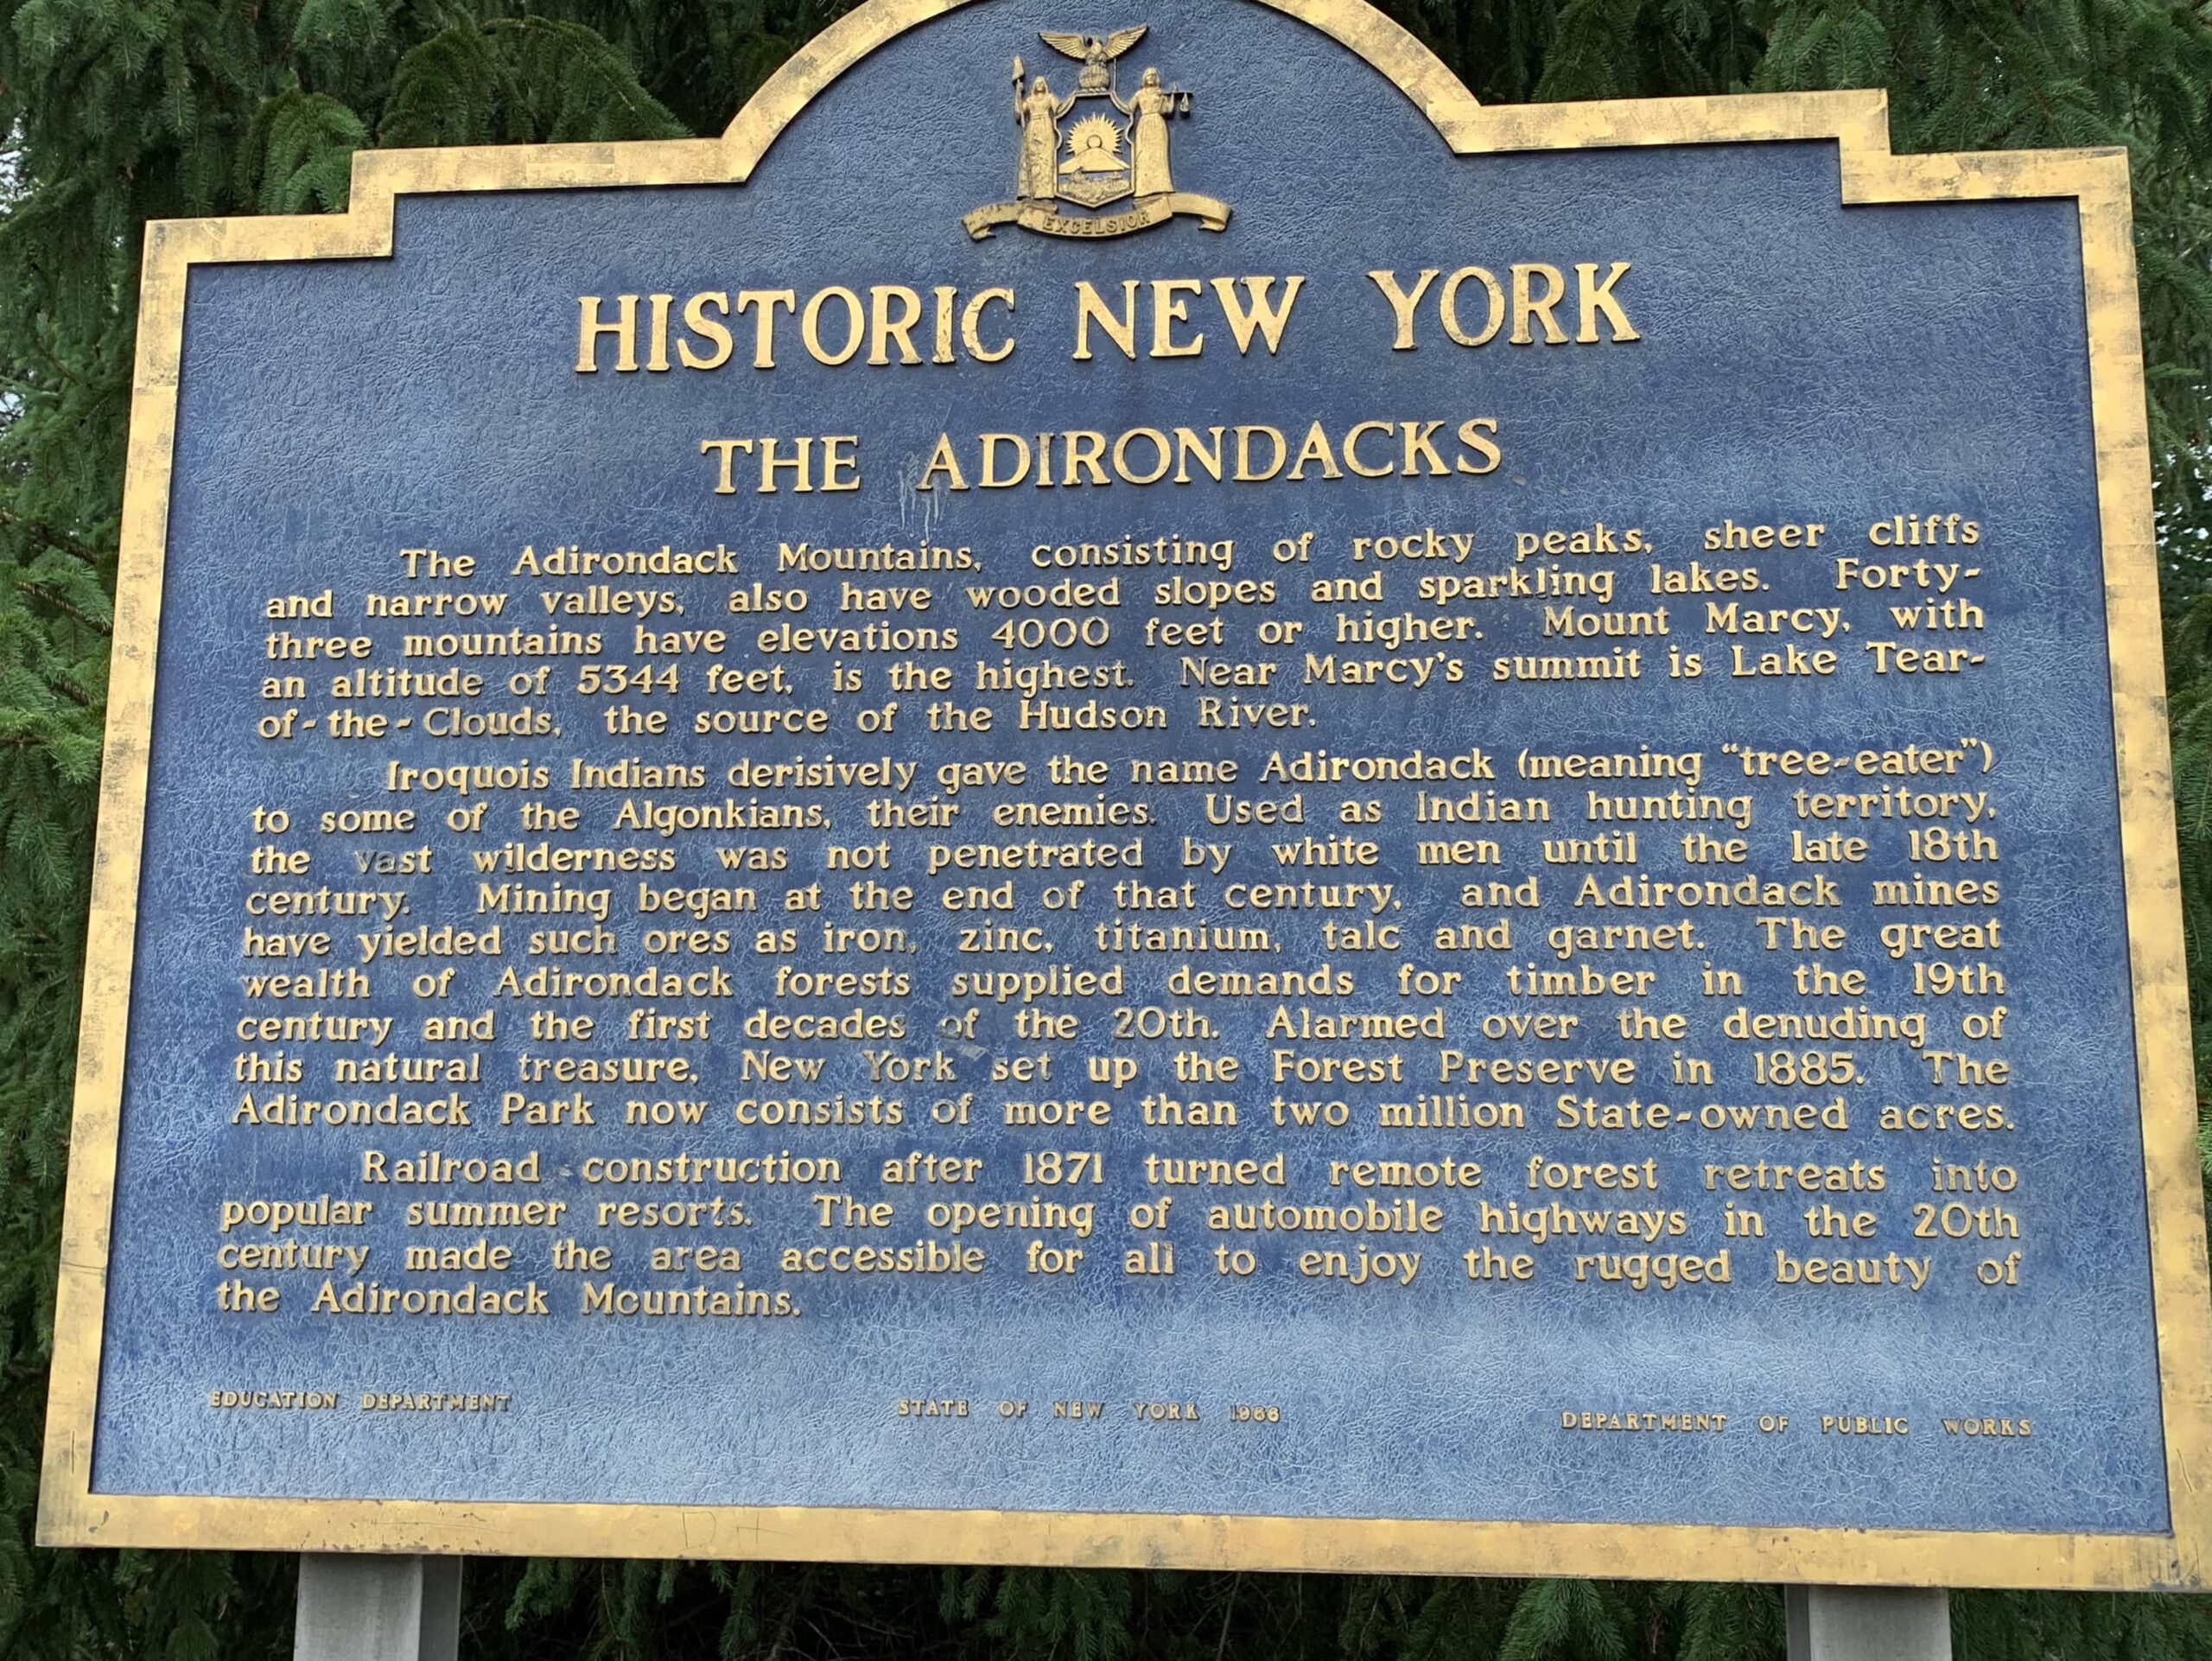 EXCELSIOR
HISTORIC NEW YORK
THE ADIRONDACKS
The Adirondack Mountains, consisting of rocky peaks, sheer cliffs
and narrow valleys, also have wooded slopes and sparkling lakes. Forty-
three mountains have elevations 4000 feet or higher. Mount Marcy, with
an altitude of 5344 feet, is the highest. Near Marcy's summit is Lake Tear-
of-the-Clouds, the source of the Hudson River.
Iroquois Indians derisively gave the name Adirondack (meaning "tree-eater")
to some of the Algonkians, their enemies. Used as Indian hunting territory,
the vast wilderness was not penetrated by white men until the late 18th
century. Mining began at the end of that century, and Adirondack mines
have yielded such ores as iron, zinc, titanium, talc and garnet. The great
wealth of Adirondack forests supplied demands for timber in the 19th
century and the first decades of the 20th. Alarmed over the denuding of
this natural treasure, New York set up the Forest Preserve in 1885. The
Adirondack Park now consists of more than two million State-owned acres.
Railroad construction after 1871 turned remote forest retreats into
popular summer resorts. The opening of automobile highways in the 20th
century made the area accessible for all to enjoy the rugged beauty of
the Adirondack Mountains.
EDUCATION DEPARTMENT STATE OF NEW YORK 1966 DEPARTMENT OF PUBLIC WORKS